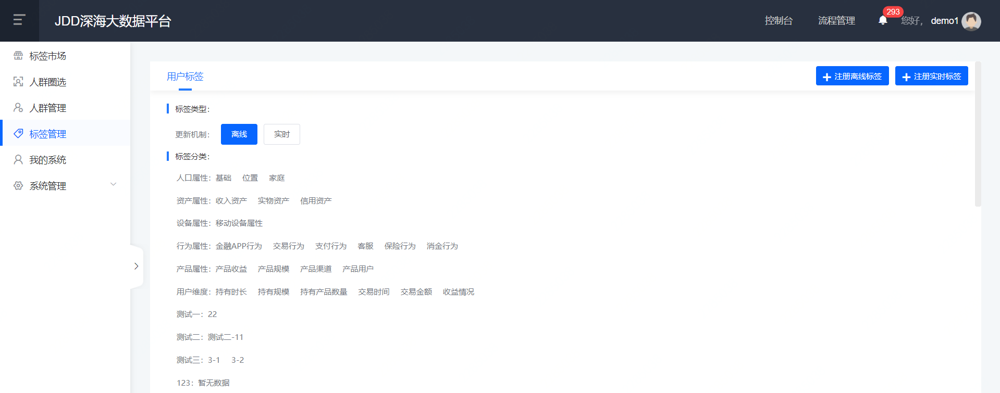 JDD深海大数据平台
控制台 流程管理 293 您好, demo1
标签市场
人群圈选
人群管理
标签管理
我的系统
系统管理
用户标签
注册离线标签 注册实时标签
标签类型:
更新机制: 离线 实时
标签分类:
人口属性: 基础 位置 家庭
资产属性: 收入资产 实物资产 信用资产
设备属性: 移动设备属性
行为属性: 金融APP行为 交易行为 支付行为 客服 保险行为 消金行为
产品属性: 产品收益 产品规模 产品渠道 产品用户
用户维度: 持有时长 持有规模 持有产品数量 交易时间 交易金额 收益情况
测试一: 22
测试二: 测试二-11
测试三: 3-1 3-2
123: 暂无数据